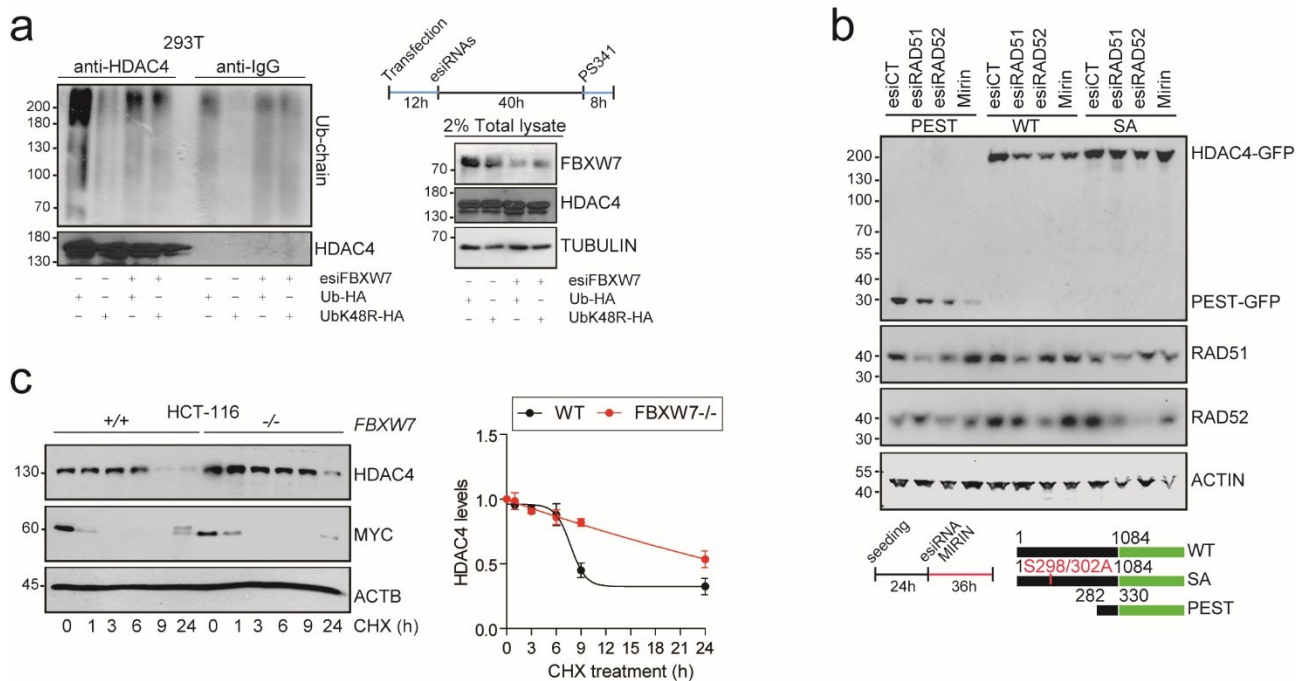 a
293T
anti-HDAC4 anti-IgG
200
180
130
100
70
Ub-chain
180
130
HDAC4
– – + + – – + + esiFBXW7
+ – + – + – + – Ub-HA
– + – + – + – + UbK48R-HA
Transfection
esiRNAs
PS341
12h 40h 8h
2% Total lysate
70
FBXW7
180
130
HDAC4
70
TUBULIN
– – + + esiFBXW7
+ – + – Ub-HA
– + – + UbK48R-HA
b
esiCT esiRAD51 esiRAD52 Mirin esiCT esiRAD51 esiRAD52 Mirin esiCT esiRAD51 esiRAD52 Mirin
PEST WT SA
200
130
100
70
50
40
30
HDAC4-GFP
PEST-GFP
40
30
RAD51
40
30
RAD52
55
40
ACTIN
seeding
esiRNA
MIRIN
24h 36h
1 1084
WT
1 S298/302A 1084
SA
282 330
PEST
c
HCT-116
+/+ -/- FBXW7
130
HDAC4
60
MYC
45
ACTB
0 1 3 6 9 24 0 1 3 6 9 24 CHX (h)
WT FBXW7-/-
1.5
1.0
0.5
0.0
HDAC4 levels
0 3 6 9 12 15 18 21 24
CHX treatment (h)